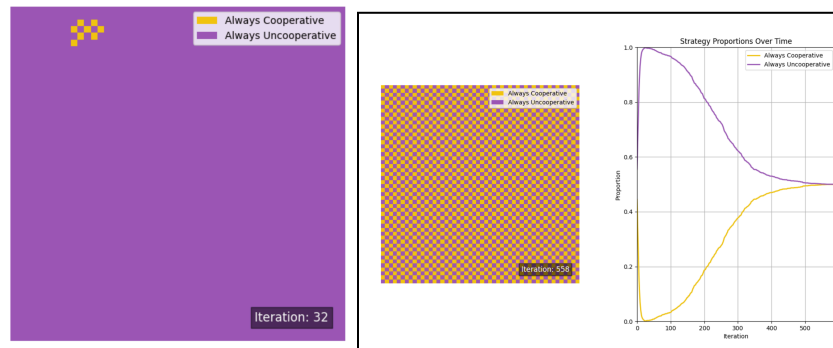 Always Cooperative
Always Uncooperative
Iteration: 32
Always Cooperative
Always Uncooperative
Iteration: 558
Strategy Proportions Over Time
Always Cooperative
Always Uncooperative
1.0
0.8
0.6
0.4
0.2
0.0
Proportion
0 100 200 300 400 500
Iteration